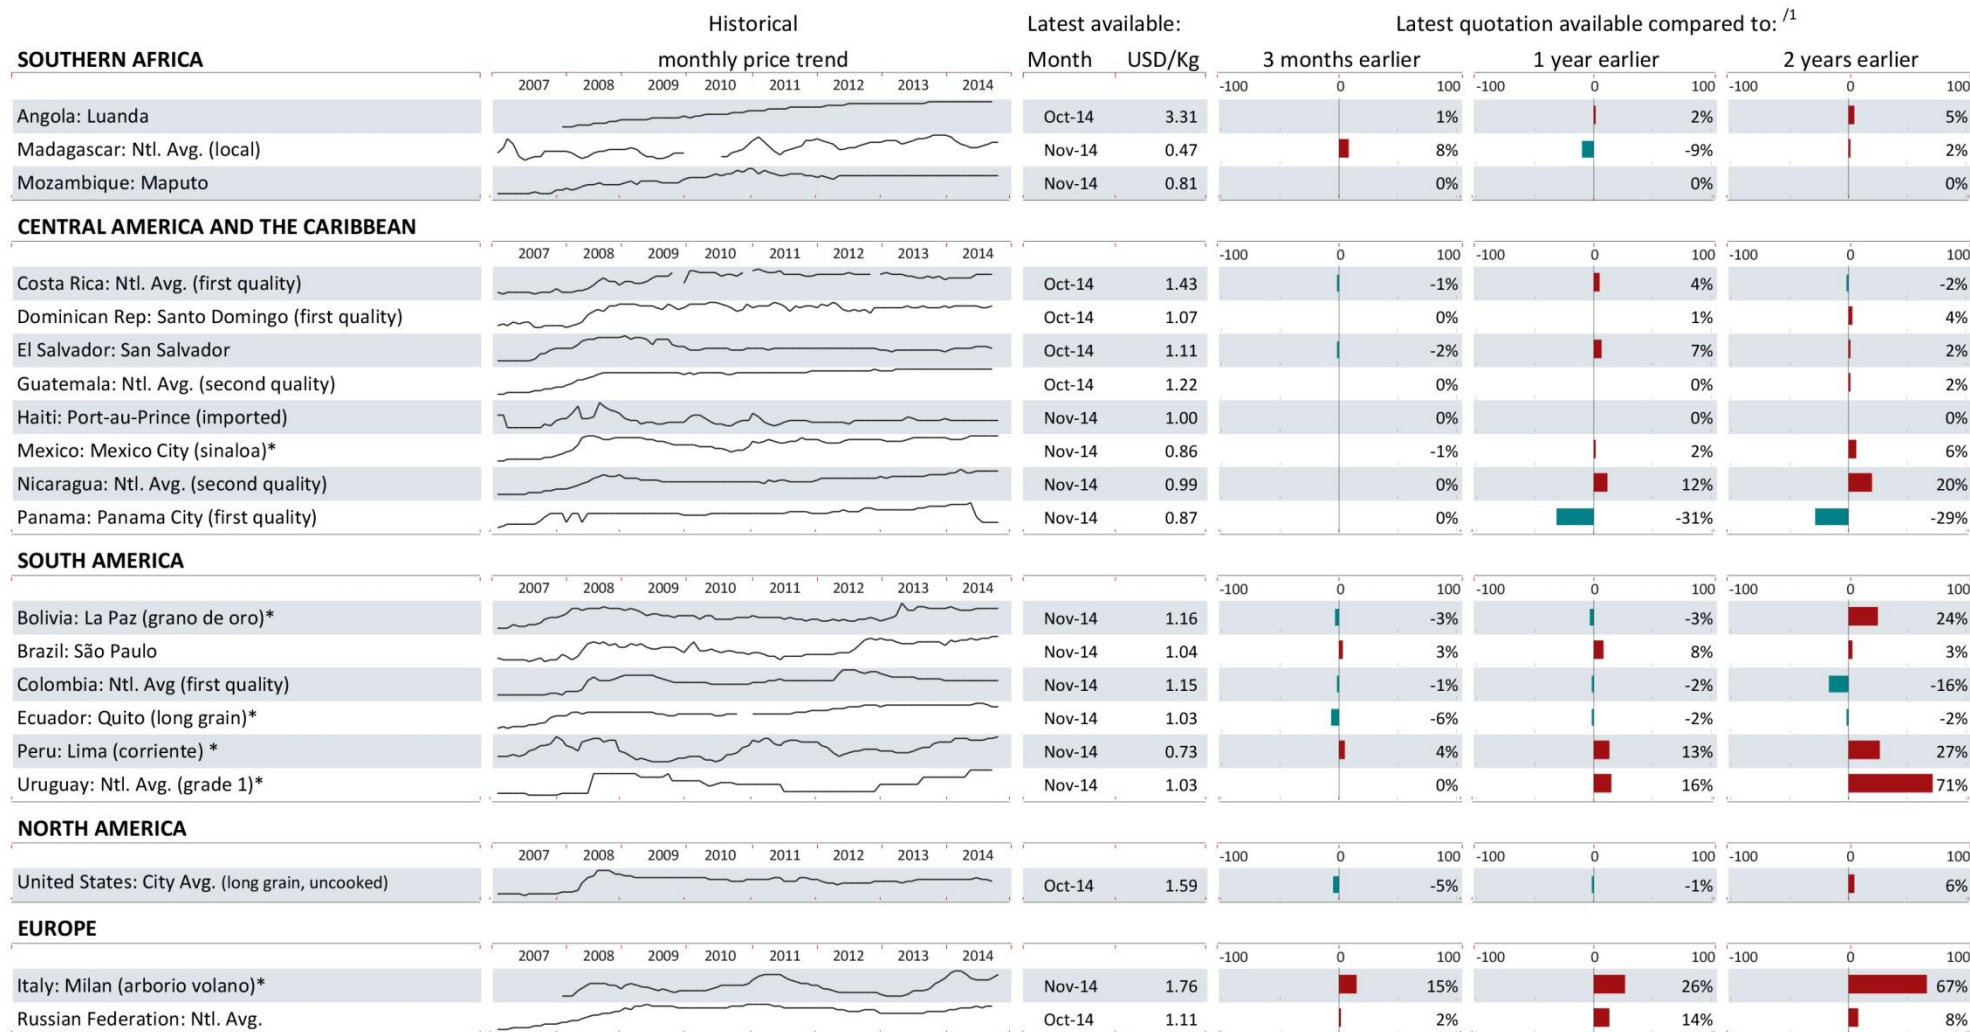 Historical Latest available: Latest quotation available compared to: /1
SOUTHERN AFRICA monthly price trend Month USD/Kg 3 months earlier 1 year earlier 2 years earlier
2007 2008 2009 2010 2011 2012 2013 2014 -100 0 100 -100 0 100 -100 0 100
Angola: Luanda Oct-14 3.31 1% 2% 5%
Madagascar: Ntl. Avg. (local) Nov-14 0.47 8% -9% 2%
Mozambique: Maputo Nov-14 0.81 0% 0% 0%
CENTRAL AMERICA AND THE CARIBBEAN
2007 2008 2009 2010 2011 2012 2013 2014 -100 0 100 -100 0 100 -100 0 100
Costa Rica: Ntl. Avg. (first quality) Oct-14 1.43 -1% 4% -2%
Dominican Rep: Santo Domingo (first quality) Oct-14 1.07 0% 1% 4%
El Salvador: San Salvador Oct-14 1.11 -2% 7% 2%
Guatemala: Ntl. Avg. (second quality) Oct-14 1.22 0% 0% 2%
Haiti: Port-au-Prince (imported) Nov-14 1.00 0% 0% 0%
Mexico: Mexico City (sinaloa)* Nov-14 0.86 -1% 2% 6%
Nicaragua: Ntl. Avg. (second quality) Nov-14 0.99 0% 12% 20%
Panama: Panama City (first quality) Nov-14 0.87 0% -31% -29%
SOUTH AMERICA
2007 2008 2009 2010 2011 2012 2013 2014 -100 0 100 -100 0 100 -100 0 100
Bolivia: La Paz (grano de oro)* Nov-14 1.16 -3% -3% 24%
Brazil: São Paulo Nov-14 1.04 3% 8% 3%
Colombia: Ntl. Avg (first quality) Nov-14 1.15 -1% -2% -16%
Ecuador: Quito (long grain)* Nov-14 1.03 -6% -2% -2%
Peru: Lima (corriente) * Nov-14 0.73 4% 13% 27%
Uruguay: Ntl. Avg. (grade 1)* Nov-14 1.03 0% 16% 71%
NORTH AMERICA
2007 2008 2009 2010 2011 2012 2013 2014 -100 0 100 -100 0 100 -100 0 100
United States: City Avg. (long grain, uncooked) Oct-14 1.59 -5% -1% 6%
EUROPE
2007 2008 2009 2010 2011 2012 2013 2014 -100 0 100 -100 0 100 -100 0 100
Italy: Milan (arborio volano)* Nov-14 1.76 15% 26% 67%
Russian Federation: Ntl. Avg. Oct-14 1.11 2% 14% 8%